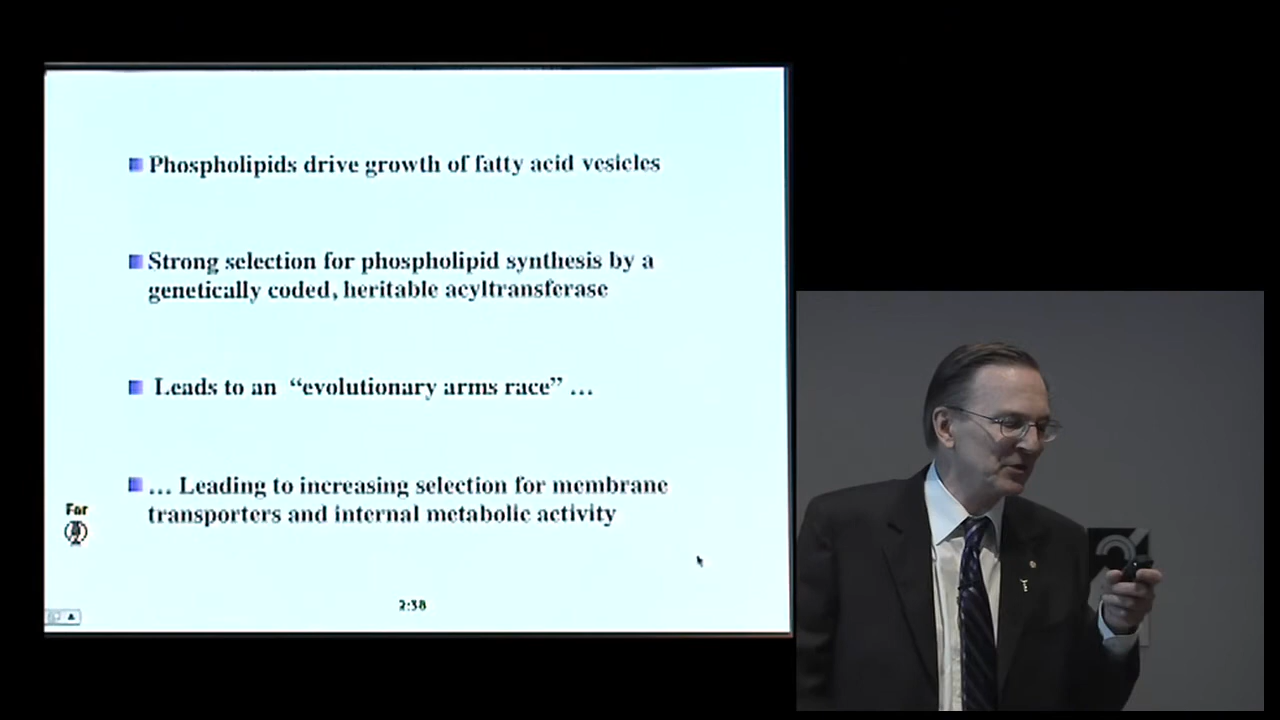 Phospholipids drive growth of fatty acid vesicles
Strong selection for phospholipid synthesis by a
genetically coded, heritable acyltransferase
Leads to an “evolutionary arms race” …
… Leading to increasing selection for membrane
transporters and internal metabolic activity
For
2:38